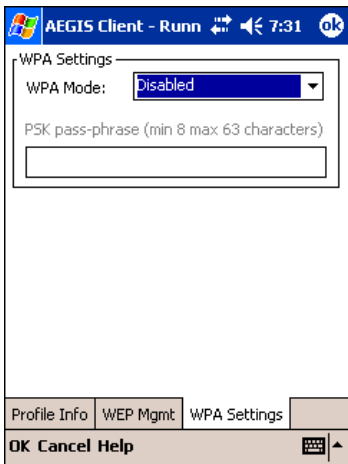 AEGIS Client - Runn 7:31 ok
WPA Settings
WPA Mode: Disabled
PSK pass-phrase (min 8 max 63 characters)
Profile Info WEP Mgmt WPA Settings
OK Cancel Help